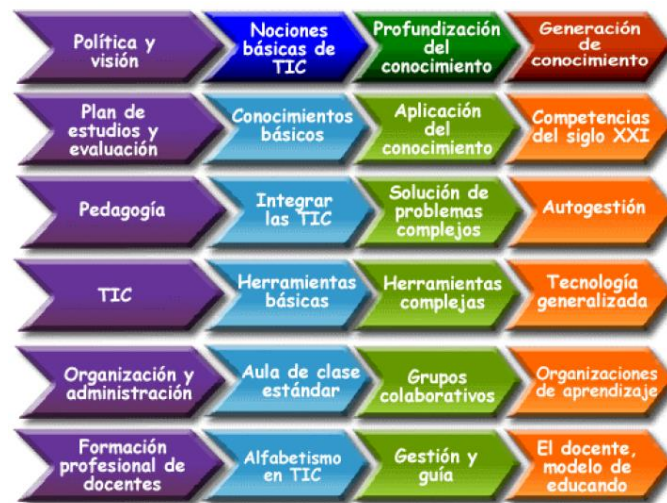 Política y
visión
Nociones
básicas de
TIC
Profundización
del
conocimiento
Generación
de
conocimiento
Plan de
estudios y
evaluación
Conocimientos
básicos
Aplicación
del
conocimiento
Competencias
del siglo XXI
Pedagogía
Integrar
las TIC
Solución de
problemas
complejos
Autogestión
TIC
Herramientas
básicas
Herramientas
complejas
Tecnología
generalizada
Organización y
administración
Aula de clase
estándar
Grupos
colaborativos
Organizaciones
de aprendizaje
Formación
profesional de
docentes
Alfabetismo
en TIC
Gestión y
guía
El docente,
modelo de
educando